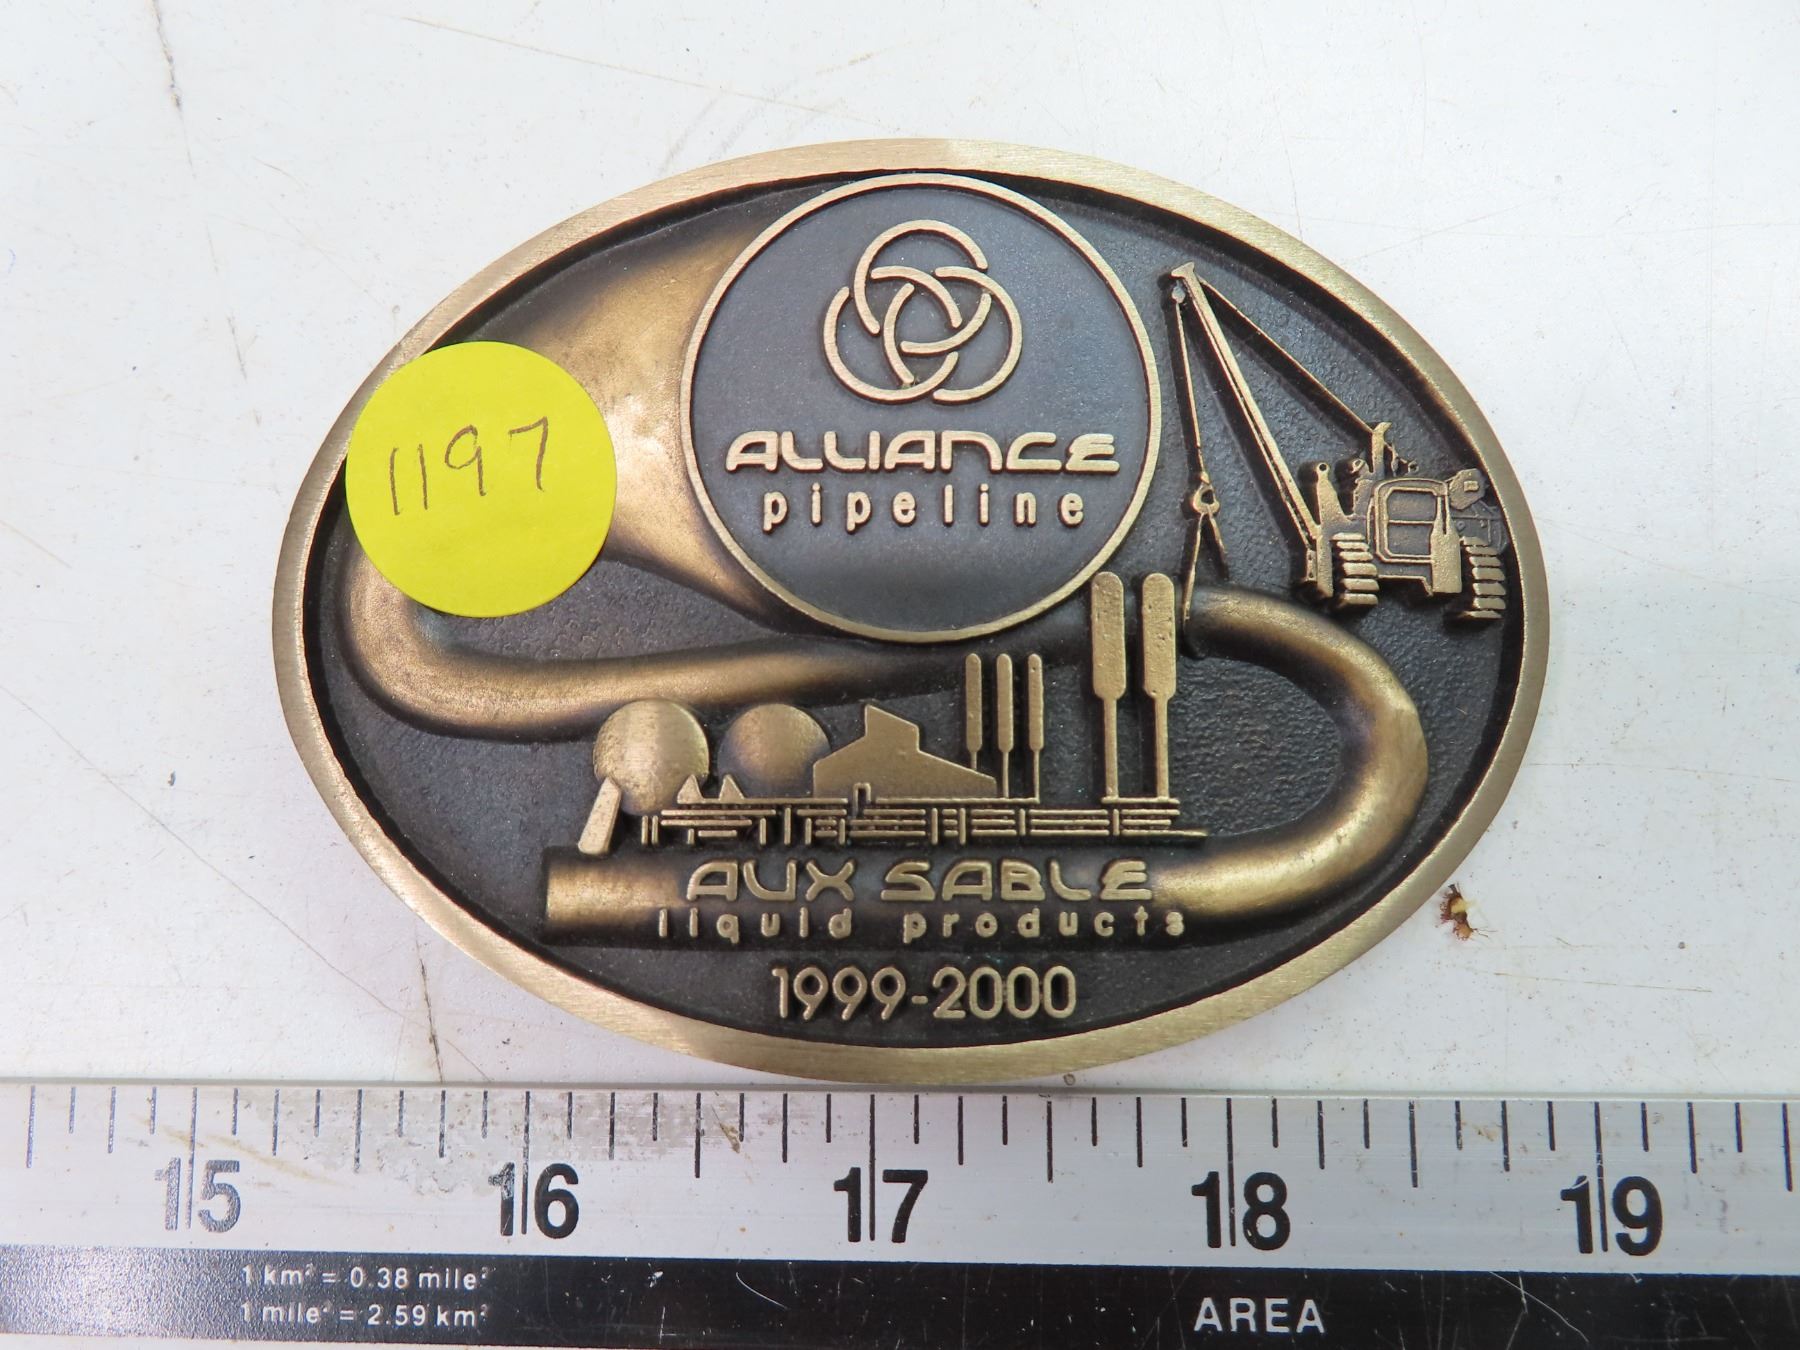 1197
ALLIANCE
pipeline
AUX SABLE
liquid products
1999-2000
15 16 17 18 19
1 km² = 0.38 mile²
1 mile² = 2.59 km²
AREA